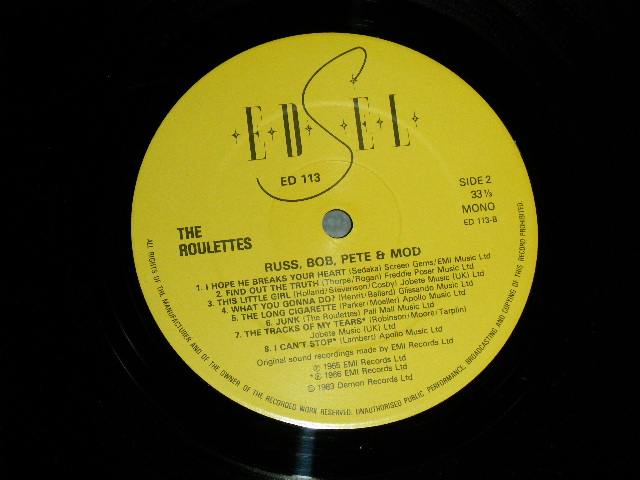 EDSEL
ED 113
SIDE 2
33⅓
MONO
ED 113-B
THE
ROULETTES
RUSS, BOB, PETE & MOD
1. I HOPE HE BREAKS YOUR HEART (Sedaka) Screen Gems/EMI Music Ltd
2. FIND OUT THE TRUTH (Thorpe/Rogan) Freddie Poser Music Ltd
3. THIS LITTLE GIRL (Holland/Stevenson/Cosby) Jobete Music (UK) Ltd
4. WHAT YOU GONNA DO? (Henrit/Ballard) Glissando Music Ltd
5. THE LONG CIGARETTE (Parker/Moeller) Apollo Music Ltd
6. JUNK (The Roulettes) Pall Mall Music Ltd
7. THE TRACKS OF MY TEARS* (Robinson/Moore/Tarplin)
Jobete Music (UK) Ltd
8. I CAN'T STOP* (Lambert) Apollo Music Ltd
Original sound recordings made by EMI Records Ltd
℗ 1965 EMI Records Ltd
*℗ 1966 EMI Records Ltd
© 1983 Demon Records Ltd
ALL RIGHTS OF THE MANUFACTURER AND OF THE OWNER OF THE RECORDED WORK RESERVED. UNAUTHORISED PUBLIC PERFORMANCE, BROADCASTING AND COPYING OF THIS RECORD PROHIBITED.